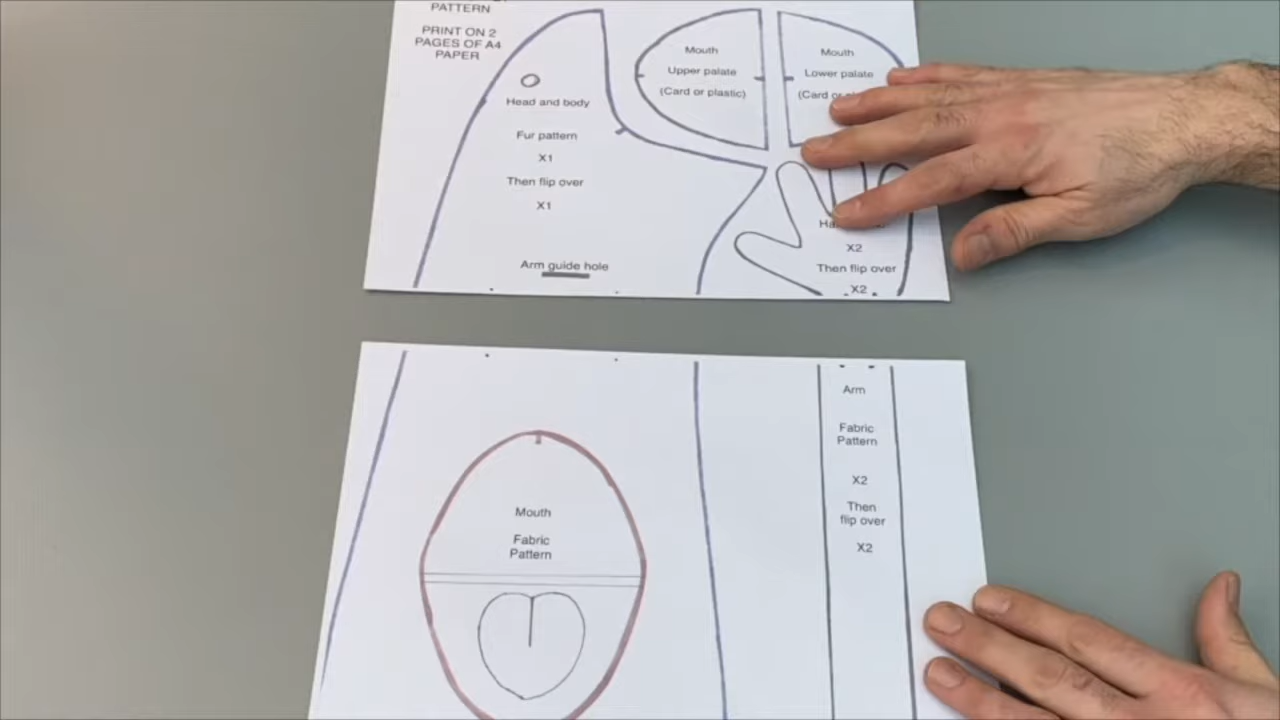 PATTERN
PRINT ON 2
PAGES OF A4
PAPER
Head and body
Fur pattern
X1
Then flip over
X1
Arm guide hole
Mouth
Upper palate
(Card or plastic)
Mouth
Lower palate
(Card or
X2
Then flip over
X2
Mouth
Fabric
Pattern
Arm
Fabric
Pattern
X2
Then
flip over
X2